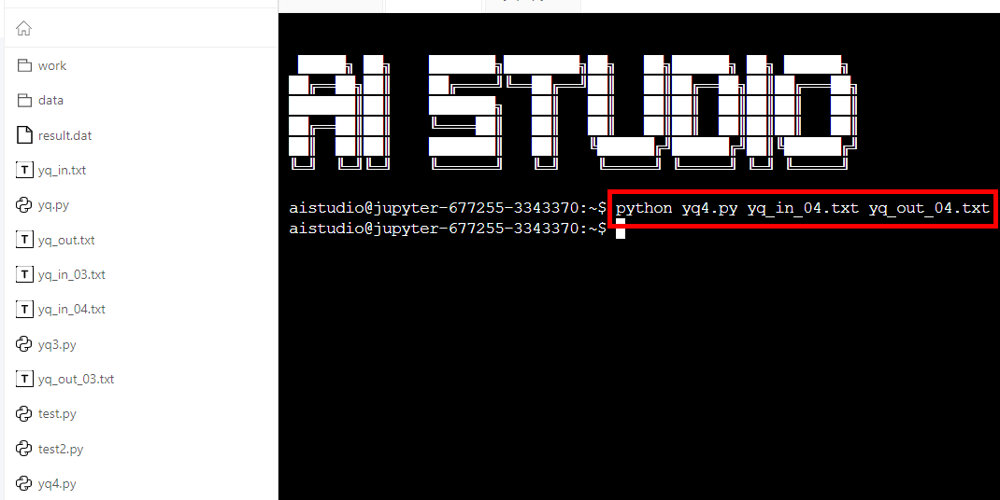 work
data
result.dat
T yq_in.txt
yq.py
T yq_out.txt
T yq_in_03.txt
T yq_in_04.txt
yq3.py
T yq_out_03.txt
test.py
test2.py
yq4.py
AI STUDIO
aistudio@jupyter-677255-3343370:~$ python yq4.py yq_in_04.txt yq_out_04.txt
aistudio@jupyter-677255-3343370:~$